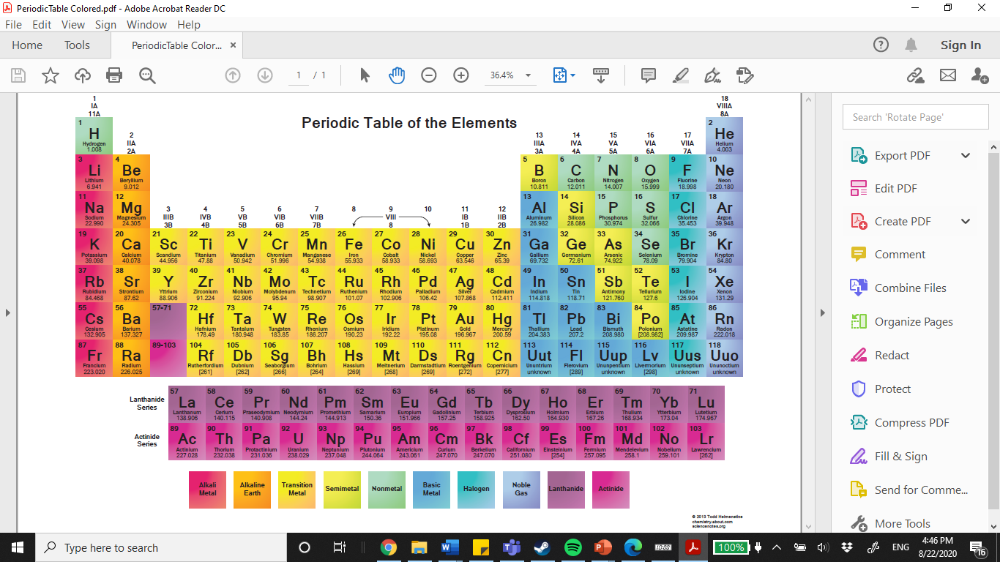 PeriodicTable Colored.pdf - Adobe Acrobat Reader DC
File Edit View Sign Window Help
Home Tools PeriodicTable Color... × Sign In
1 / 1 36.4%
Periodic Table of the Elements
1 IA 11A
2 IIA 2A
3 IIIB 3B
4 IVB 4B
5 VB 5B
6 VIB 6B
7 VIIB 7B
8 9 10 VIII 8
11 IB 1B
12 IIB 2B
13 IIIA 3A
14 IVA 4A
15 VA 5A
16 VIA 6A
17 VIIA 7A
18 VIIIA 8A
1 H Hydrogen 1.008
2 He Helium 4.003
3 Li Lithium 6.941
4 Be Beryllium 9.012
5 B Boron 10.811
6 C Carbon 12.011
7 N Nitrogen 14.007
8 O Oxygen 15.999
9 F Fluorine 18.998
10 Ne Neon 20.180
11 Na Sodium 22.990
12 Mg Magnesium 24.305
13 Al Aluminum 26.982
14 Si Silicon 28.086
15 P Phosphorus 30.974
16 S Sulfur 32.066
17 Cl Chlorine 35.453
18 Ar Argon 39.948
19 K Potassium 39.098
20 Ca Calcium 40.078
21 Sc Scandium 44.956
22 Ti Titanium 47.88
23 V Vanadium 50.942
24 Cr Chromium 51.996
25 Mn Manganese 54.938
26 Fe Iron 55.933
27 Co Cobalt 58.933
28 Ni Nickel 58.693
29 Cu Copper 63.546
30 Zn Zinc 65.39
31 Ga Gallium 69.732
32 Ge Germanium 72.61
33 As Arsenic 74.922
34 Se Selenium 78.09
35 Br Bromine 79.904
36 Kr Krypton 84.80
37 Rb Rubidium 84.468
38 Sr Strontium 87.62
39 Y Yttrium 88.906
40 Zr Zirconium 91.224
41 Nb Niobium 92.906
42 Mo Molybdenum 95.94
43 Tc Technetium 98.907
44 Ru Ruthenium 101.07
45 Rh Rhodium 102.906
46 Pd Palladium 106.42
47 Ag Silver 107.868
48 Cd Cadmium 112.411
49 In Indium 114.818
50 Sn Tin 118.71
51 Sb Antimony 121.760
52 Te Tellurium 127.6
53 I Iodine 126.904
54 Xe Xenon 131.29
55 Cs Cesium 132.905
56 Ba Barium 137.327
57-71
72 Hf Hafnium 178.49
73 Ta Tantalum 180.948
74 W Tungsten 183.85
75 Re Rhenium 186.207
76 Os Osmium 190.23
77 Ir Iridium 192.22
78 Pt Platinum 195.08
79 Au Gold 196.967
80 Hg Mercury 200.59
81 Tl Thallium 204.383
82 Pb Lead 207.2
83 Bi Bismuth 208.980
84 Po Polonium [208.982]
85 At Astatine 209.987
86 Rn Radon 222.018
87 Fr Francium 223.020
88 Ra Radium 226.025
89-103
104 Rf Rutherfordium [261]
105 Db Dubnium [262]
106 Sg Seaborgium [266]
107 Bh Bohrium [264]
108 Hs Hassium [269]
109 Mt Meitnerium [268]
110 Ds Darmstadtium [269]
111 Rg Roentgenium [272]
112 Cn Copernicium [277]
113 Uut Ununtrium unknown
114 Fl Flerovium [289]
115 Uup Ununpentium unknown
116 Lv Livermorium [298]
117 Uus Ununseptium unknown
118 Uuo Ununoctium unknown
Lanthanide Series
57 La Lanthanum 138.906
58 Ce Cerium 140.115
59 Pr Praseodymium 140.908
60 Nd Neodymium 144.24
61 Pm Promethium 144.913
62 Sm Samarium 150.36
63 Eu Europium 151.966
64 Gd Gadolinium 157.25
65 Tb Terbium 158.925
66 Dy Dysprosium 162.50
67 Ho Holmium 164.930
68 Er Erbium 167.26
69 Tm Thulium 168.934
70 Yb Ytterbium 173.04
71 Lu Lutetium 174.967
Actinide Series
89 Ac Actinium 227.028
90 Th Thorium 232.038
91 Pa Protactinium 231.036
92 U Uranium 238.029
93 Np Neptunium 237.048
94 Pu Plutonium 244.064
95 Am Americium 243.061
96 Cm Curium 247.070
97 Bk Berkelium 247.070
98 Cf Californium 251.080
99 Es Einsteinium [254]
100 Fm Fermium 257.095
101 Md Mendelevium 258.1
102 No Nobelium 259.101
103 Lr Lawrencium [262]
Alkali Metal
Alkaline Earth
Transition Metal
Semimetal
Nonmetal
Basic Metal
Halogen
Noble Gas
Lanthanide
Actinide
© 2013 Todd Helmenstine
chemistry.about.com
sciencenotes.org
Search 'Rotate Page'
Export PDF
Edit PDF
Create PDF
Comment
Combine Files
Organize Pages
Redact
Protect
Compress PDF
Fill & Sign
Send for Comme...
More Tools
Type here to search
100%
ENG
4:46 PM
8/22/2020
16